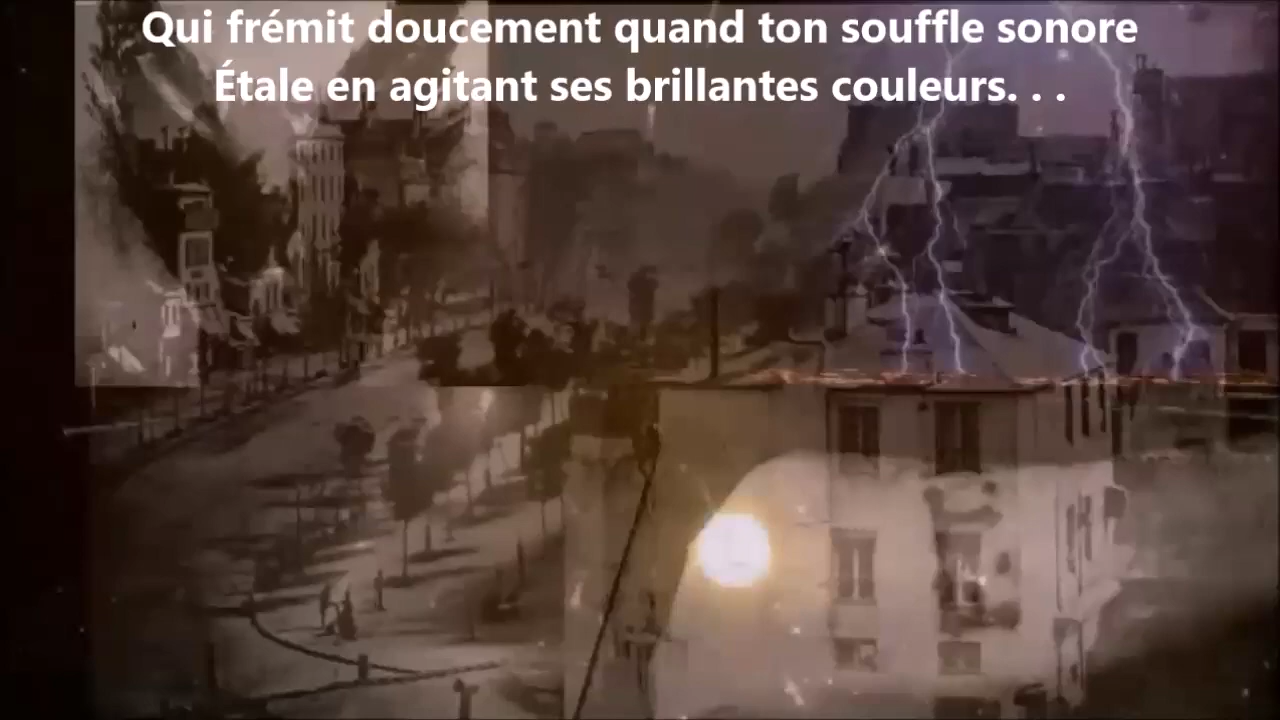 Qui frémit doucement quand ton souffle sonore
Étale en agitant ses brillantes couleurs. . .